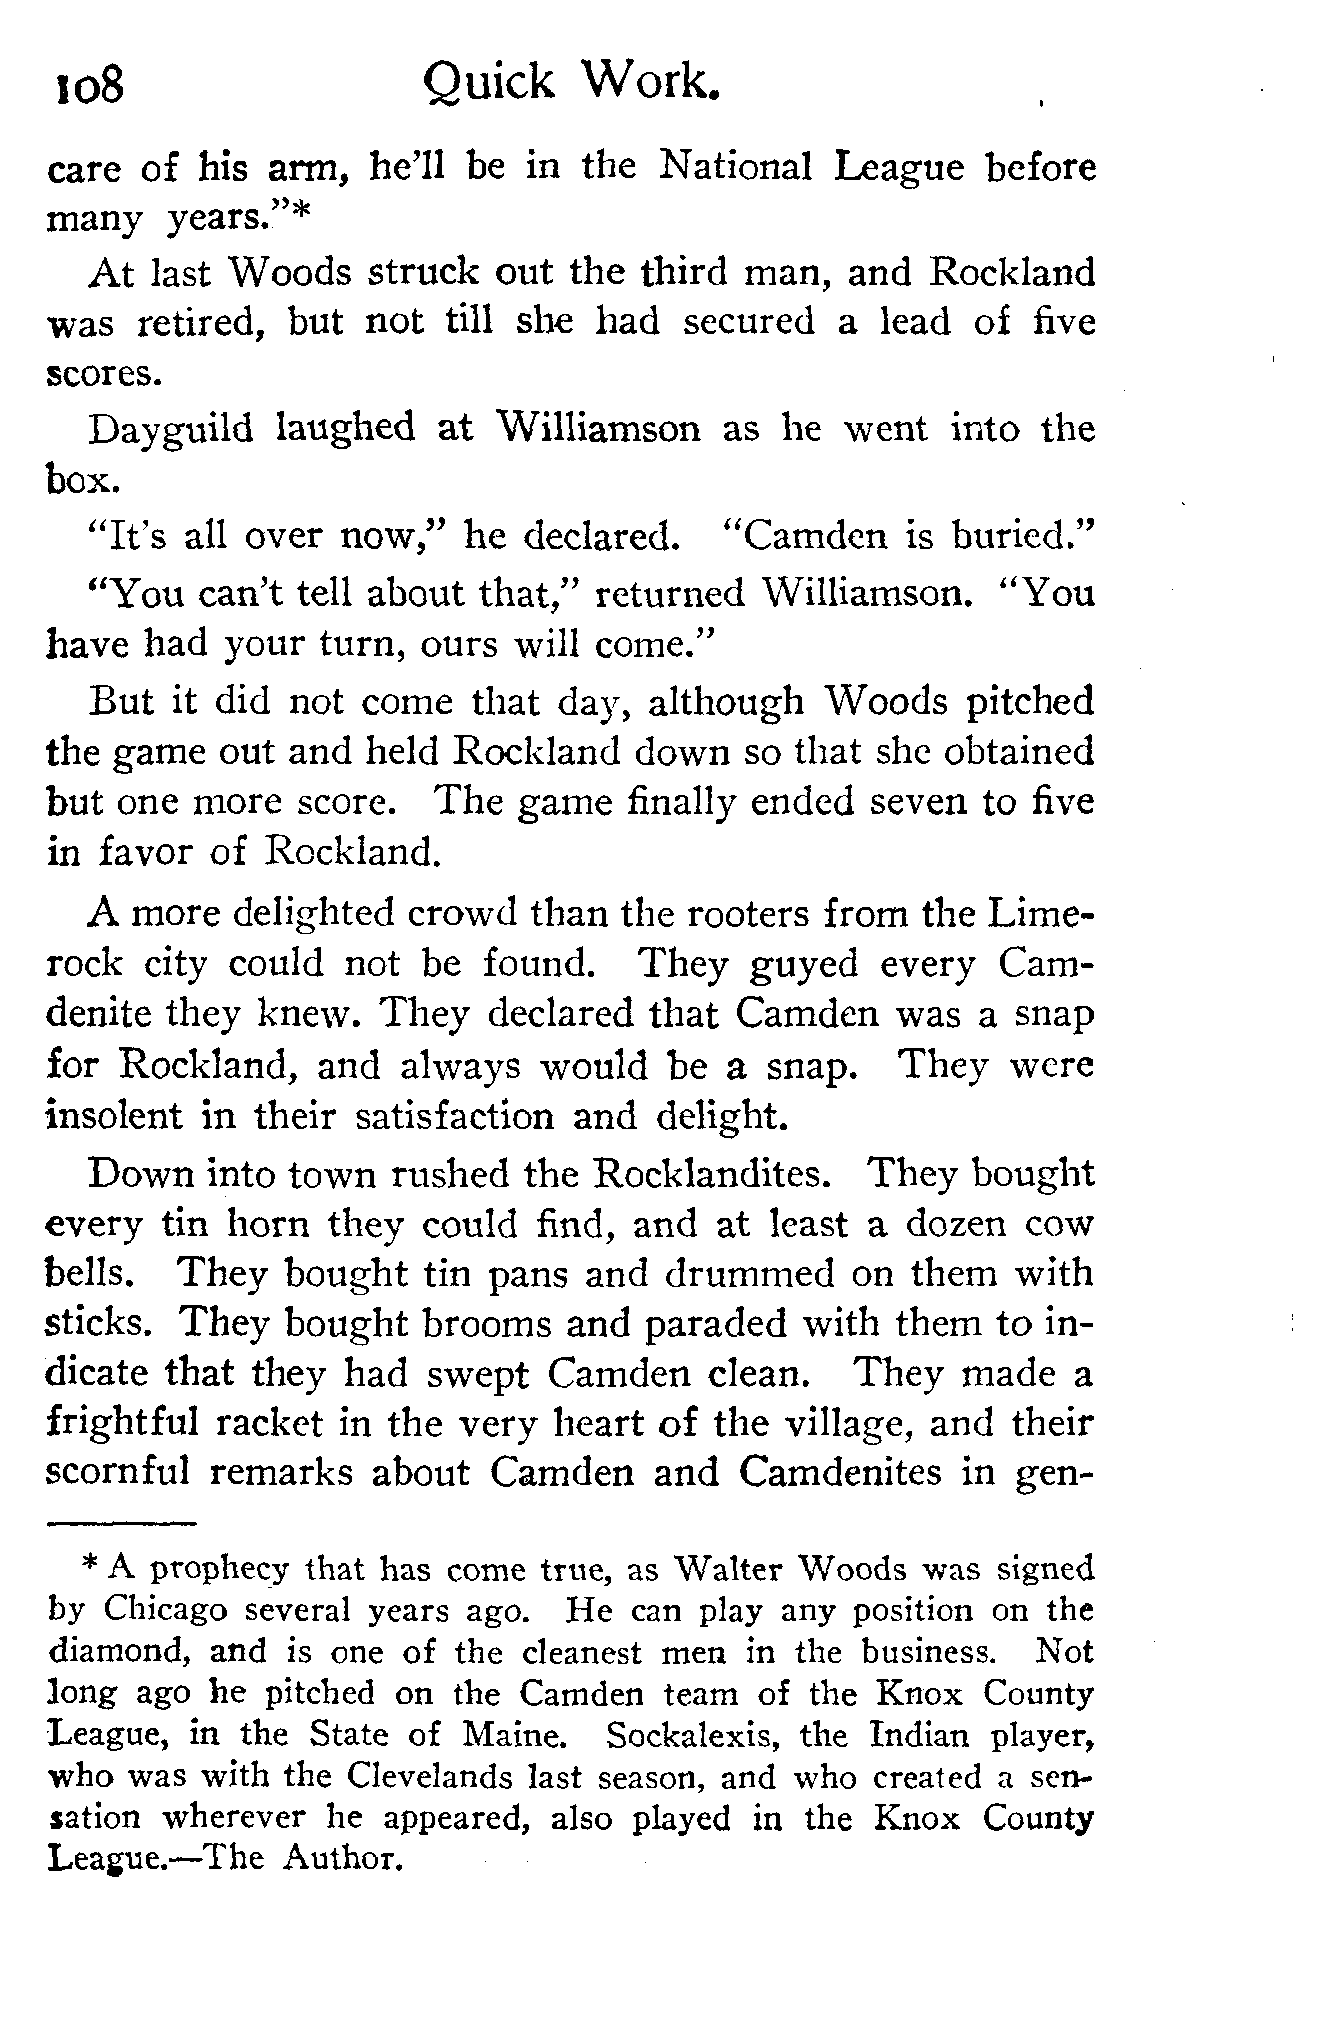 108 Quick Work.
care of his arm, he'll be in the National League before
many years."*
At last Woods struck out the third man, and Rockland
was retired, but not till she had secured a lead of five
scores.
Dayguild laughed at Williamson as he went into the
box.
"It's all over now," he declared. "Camden is buried."
"You can't tell about that," returned Williamson. "You
have had your turn, ours will come."
But it did not come that day, although Woods pitched
the game out and held Rockland down so that she obtained
but one more score. The game finally ended seven to five
in favor of Rockland.
A more delighted crowd than the rooters from the Lime-
rock city could not be found. They guyed every Cam-
denite they knew. They declared that Camden was a snap
for Rockland, and always would be a snap. They were
insolent in their satisfaction and delight.
Down into town rushed the Rocklandites. They bought
every tin horn they could find, and at least a dozen cow
bells. They bought tin pans and drummed on them with
sticks. They bought brooms and paraded with them to in-
dicate that they had swept Camden clean. They made a
frightful racket in the very heart of the village, and their
scornful remarks about Camden and Camdenites in gen-
* A prophecy that has come true, as Walter Woods was signed
by Chicago several years ago. He can play any position on the
diamond, and is one of the cleanest men in the business. Not
long ago he pitched on the Camden team of the Knox County
League, in the State of Maine. Sockalexis, the Indian player,
who was with the Clevelands last season, and who created a sen-
sation wherever he appeared, also played in the Knox County
League.—The Author.